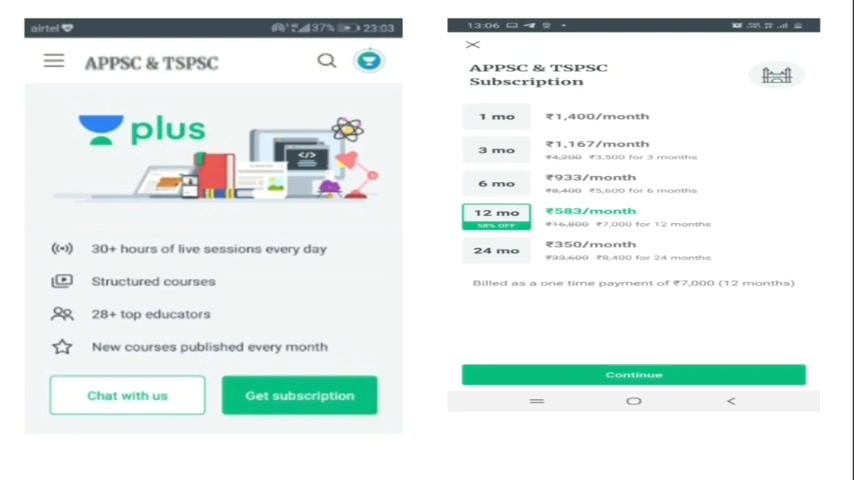 airtel
37% 23:03
APPSC & TSPSC
plus
30+ hours of live sessions every day
Structured courses
28+ top educators
New courses published every month
Chat with us
Get subscription
13:06
APPSC & TSPSC
Subscription
1 mo ₹1,400/month
3 mo ₹1,167/month
₹4,200 ₹3,500 for 3 months
6 mo ₹933/month
₹8,400 ₹5,600 for 6 months
12 mo ₹583/month
58% OFF ₹16,800 ₹7,000 for 12 months
24 mo ₹350/month
₹33,600 ₹8,400 for 24 months
Billed as a one time payment of ₹7,000 (12 months)
Continue